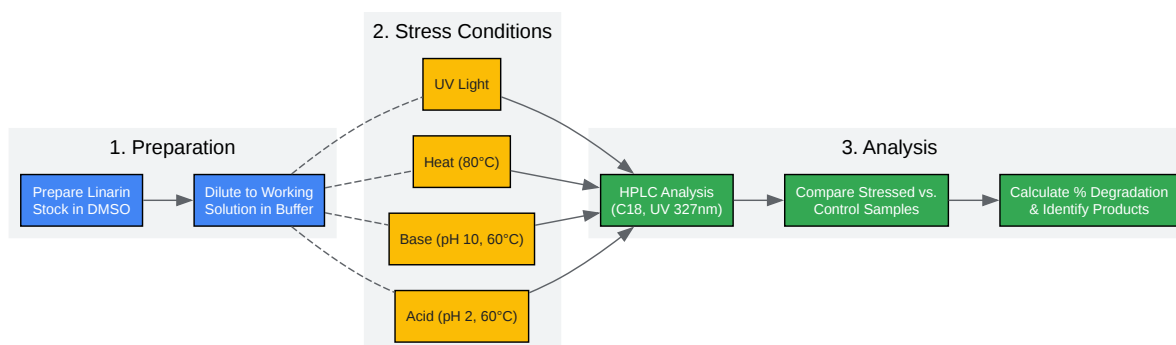 1. Preparation
Prepare Linarin
Stock in DMSO
Dilute to Working
Solution in Buffer
2. Stress Conditions
UV Light
Heat (80°C)
Base (pH 10, 60°C)
Acid (pH 2, 60°C)
3. Analysis
HPLC Analysis
(C18, UV 327nm)
Compare Stressed vs.
Control Samples
Calculate % Degradation
& Identify Products